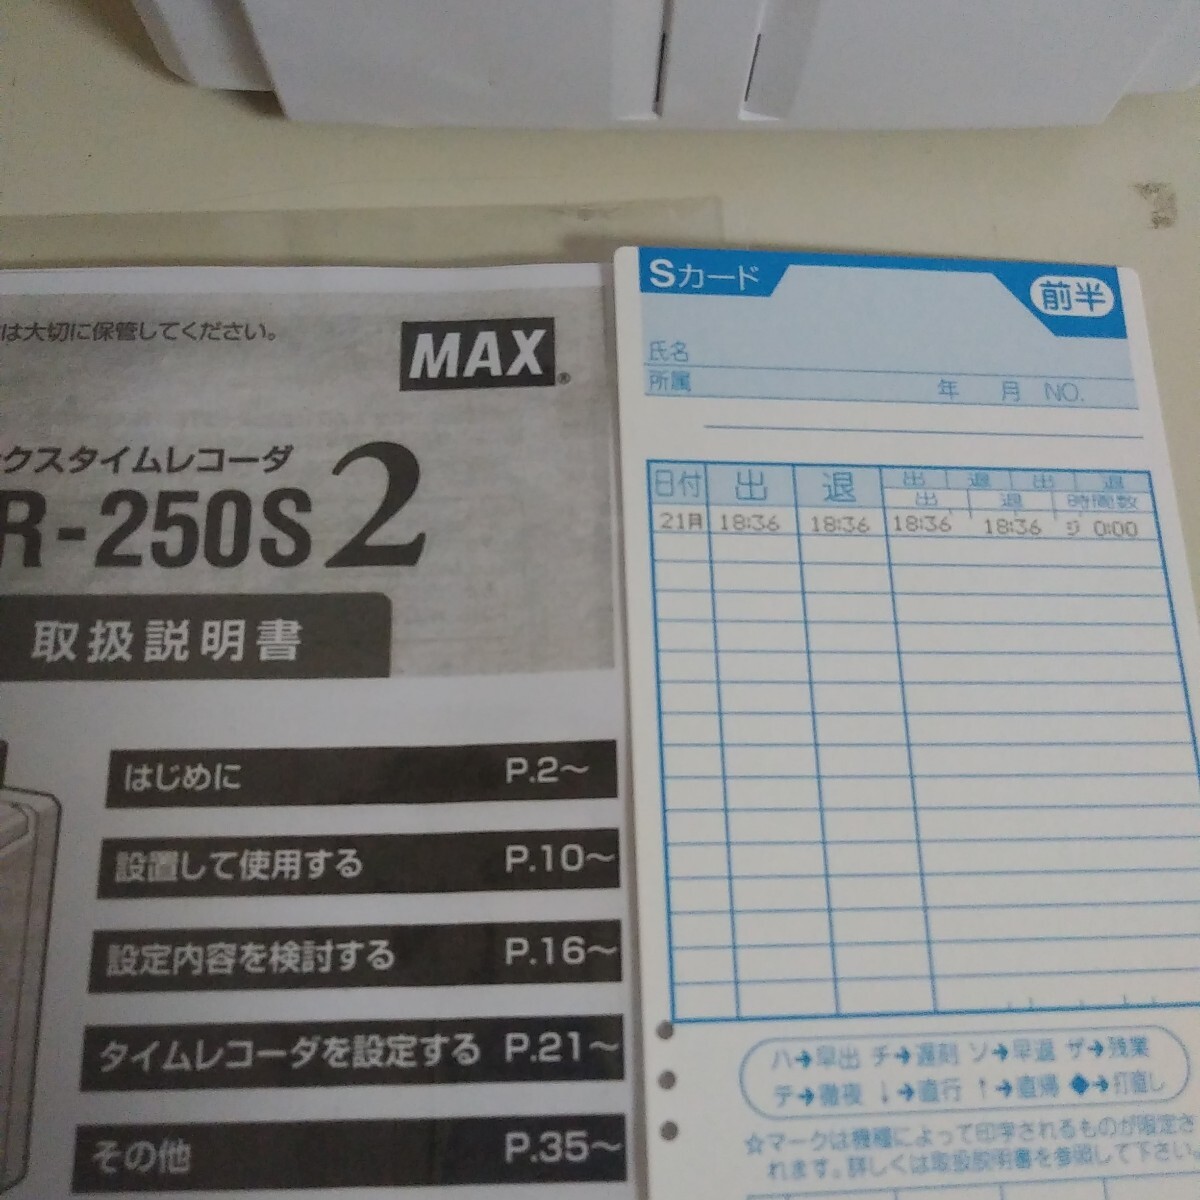 は大切に保管してください。
MAX®
クスタイムレコーダ
R-250S2
取扱説明書
はじめに P.2〜
設置して使用する P.10〜
設定内容を検討する P.16〜
タイムレコーダを設定する P.21〜
その他 P.35〜
Sカード 前半
氏名
所属 年 月 NO.
日付 出 退 出 退 出 退
出 退 時間数
21月 18:36 18:36 18:36 18:36 0:00
ハ→早出 チ→遅刻 ソ→早退 ザ→残業
テ→徹夜 ↓→直行 ↑→直帰 ◆→打直し
☆マークは機種によって印字されるものが限定さ
れます。詳しくは取扱説明書を参照して下さい。